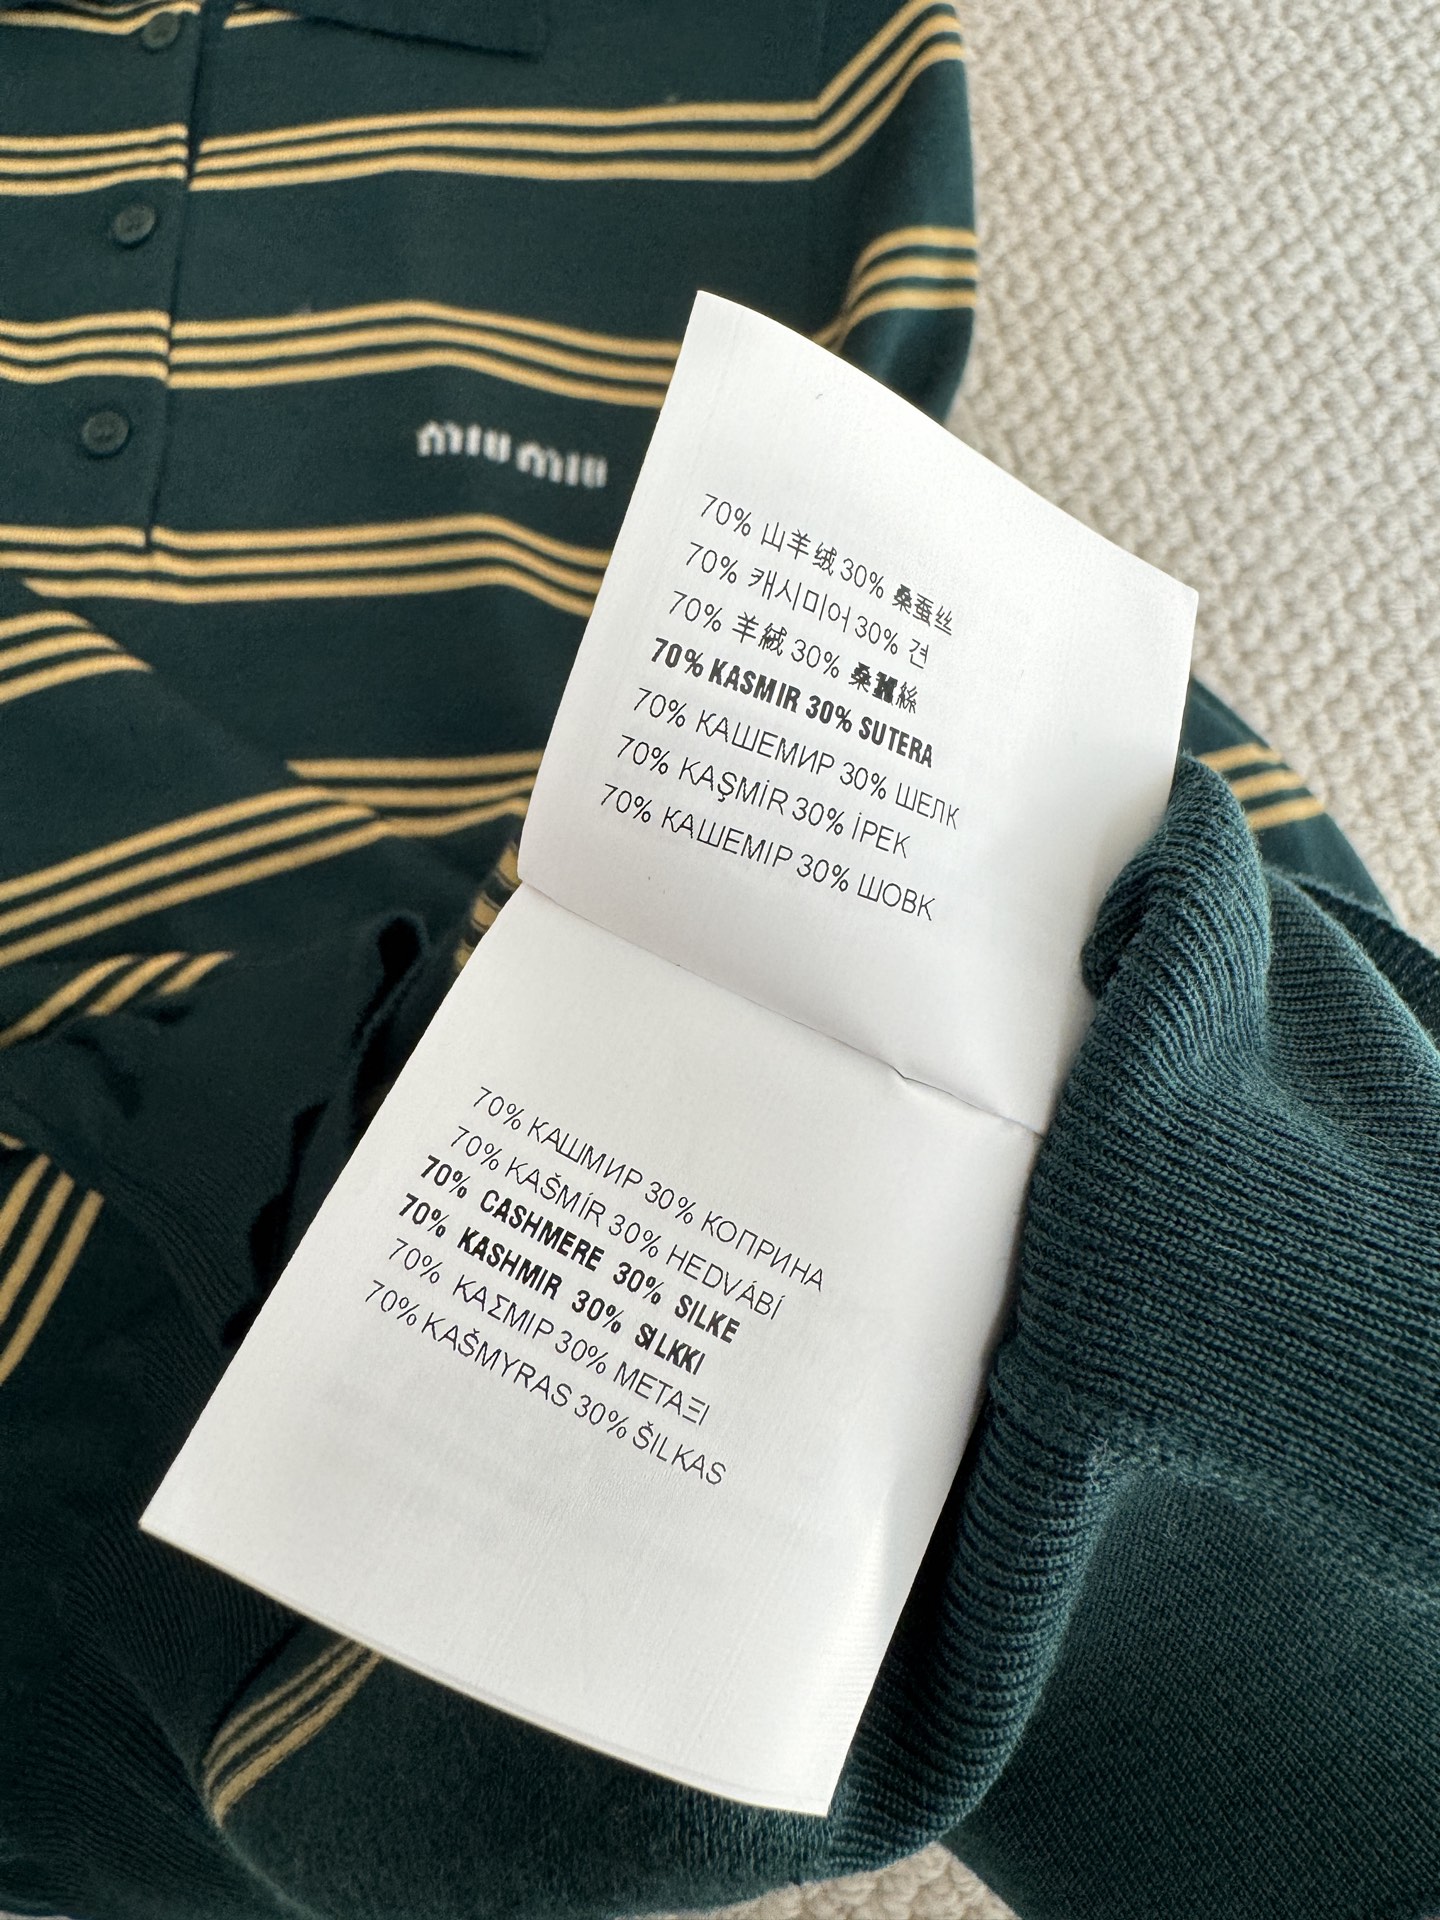 miu miu
70% 山羊绒 30% 桑蚕丝
70% 캐시미어 30% 견
70% 羊絨 30% 桑絲
70% KASMIR 30% SUTERA
70% КАШЕМИР 30% ШЕЛК
70% KAŞMİR 30% İPEK
70% КАШЕМІР 30% ШОВК
70% КАШМИР 30% КОПРИНА
70% KAŠMÍR 30% HEDVÁBÍ
70% CASHMERE 30% SILKE
70% KASHMIR 30% SILKKI
70% ΚΑΣΜΙΡ 30% ΜΕΤΑΞΙ
70% KAŠMYRAS 30% ŠILKAS